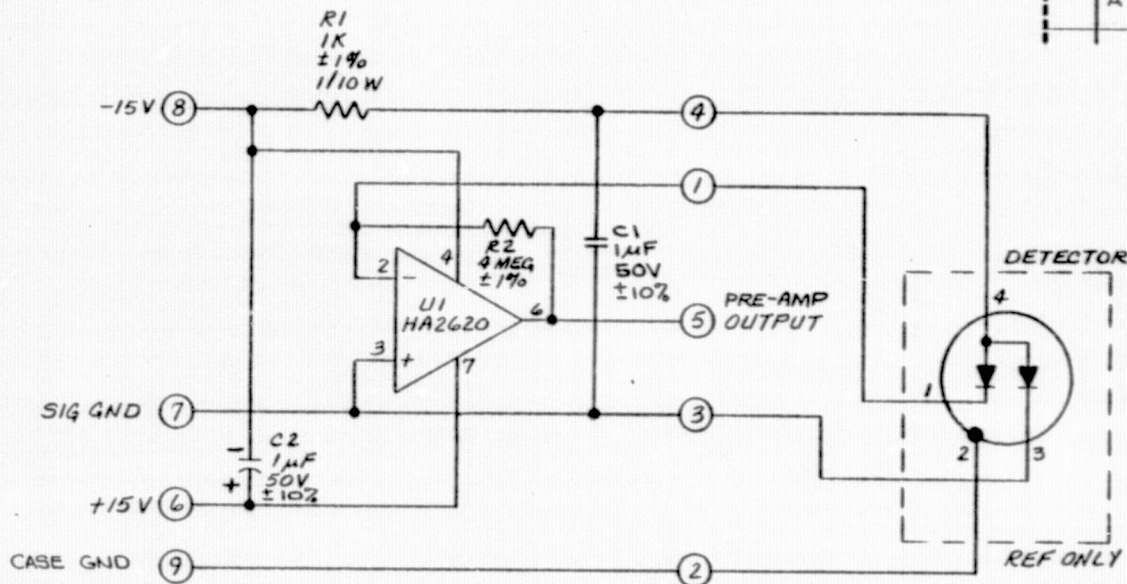 A
R1
1K
±1%
1/10 W
-15V 8
4
1
R2
4 MEG
±1%
C1
1µF
50V
±10%
2
-
4
U1
HA2620
6
3
+
7
5
PRE-AMP
OUTPUT
DETECTOR
4
1
2
3
SIG GND 7
3
-
C2
1µF
50V
±10%
+
+15V 6
CASE GND 9
2
REF ONLY